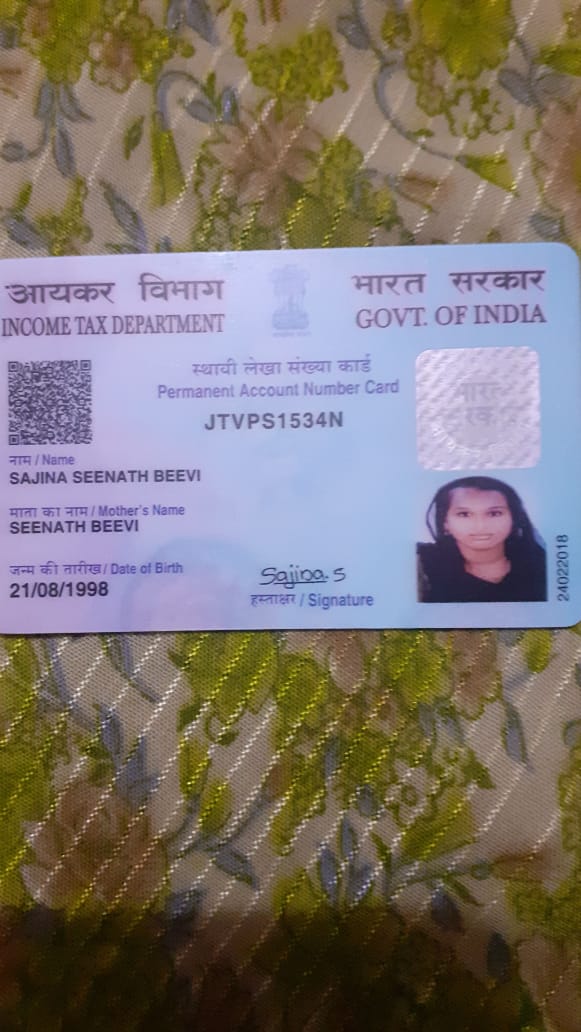 आयकर विभाग
INCOME TAX DEPARTMENT
भारत सरकार
GOVT. OF INDIA
स्थायी लेखा संख्या कार्ड
Permanent Account Number Card
JTVPS1534N
नाम / Name
SAJINA SEENATH BEEVI
माता का नाम / Mother's Name
SEENATH BEEVI
जन्म की तारीख / Date of Birth
21/08/1998
Sajina. S
हस्ताक्षर / Signature
24022018